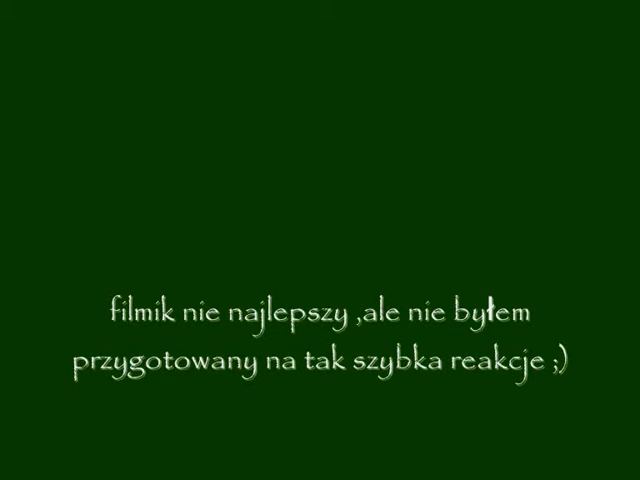 filmik nie najlepszy ,ale nie byłem
przygotowany na tak szybka reakcje ;)